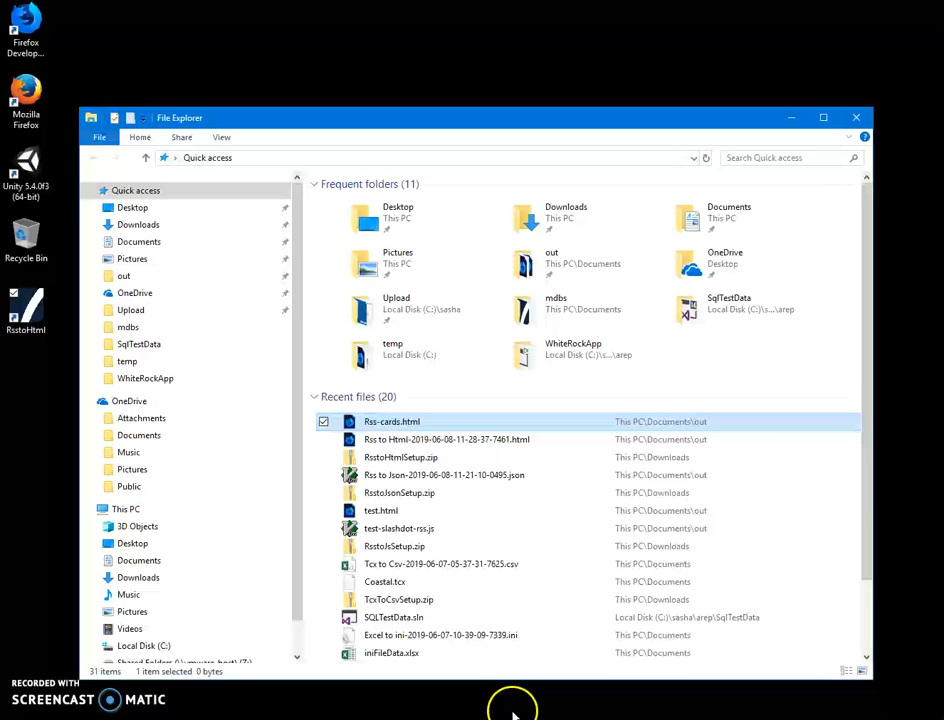 Firefox
Develop...
Mozilla
Firefox
Unity 5.4.0f3
(64-bit)
Recycle Bin
RsstoHtml
File Explorer
File
Home
Share
View
Quick access
Search Quick access
Quick access
Desktop
Downloads
Documents
Pictures
out
OneDrive
Upload
mdbs
SqlTestData
temp
WhiteRockApp
OneDrive
Attachments
Documents
Music
Pictures
Public
This PC
3D Objects
Desktop
Documents
Downloads
Music
Pictures
Videos
Local Disk (C:)
Shared Folders (\\vmware-host) (Z:)
Frequent folders (11)
Desktop
This PC
Downloads
This PC
Documents
This PC
Pictures
This PC
out
This PC\Documents
OneDrive
Desktop
Upload
Local Disk (C:)\sasha
mdbs
This PC\Documents
SqlTestData
Local Disk (C:)\s...\arep
temp
Local Disk (C:)
WhiteRockApp
Local Disk (C:)\s...\arep
Recent files (20)
Rss-cards.html This PC\Documents\out
Rss to Html-2019-06-08-11-28-37-7461.html This PC\Documents\out
RsstoHtmlSetup.zip This PC\Downloads
Rss to Json-2019-06-08-11-21-10-0495.json This PC\Documents\out
RsstoJsonSetup.zip This PC\Downloads
test.html This PC\Documents\out
test-slashdot-rss.js This PC\Documents\out
RsstoJsSetup.zip This PC\Downloads
Tcx to Csv-2019-06-07-05-37-31-7625.csv This PC\Documents
Coastal.tcx This PC\Documents
TcxToCsvSetup.zip This PC\Downloads
SQLTestData.sln Local Disk (C:)\sasha\arep\SqlTestData
Excel to ini-2019-06-07-10-39-09-7339.ini This PC\Documents
iniFileData.xlsx This PC\Documents
31 items 1 item selected 0 bytes
RECORDED WITH
SCREENCAST MATIC